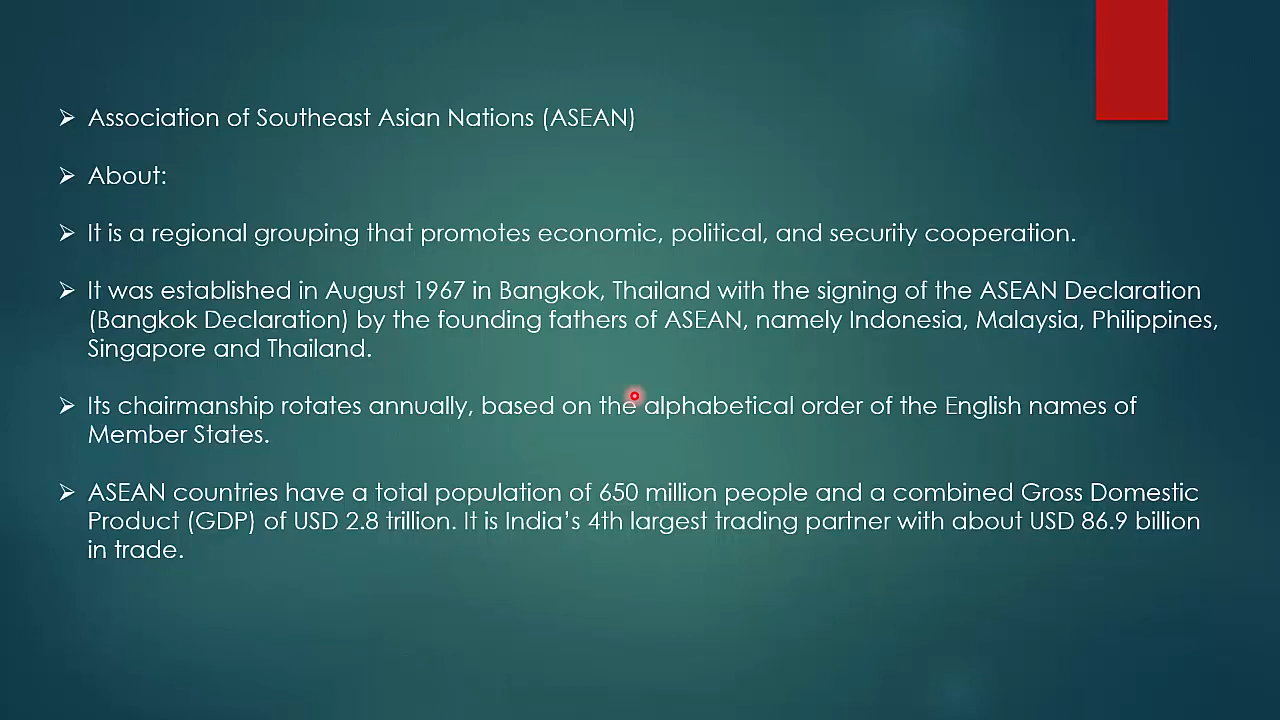 Association of Southeast Asian Nations (ASEAN)
About:
It is a regional grouping that promotes economic, political, and security cooperation.
It was established in August 1967 in Bangkok, Thailand with the signing of the ASEAN Declaration
(Bangkok Declaration) by the founding fathers of ASEAN, namely Indonesia, Malaysia, Philippines,
Singapore and Thailand.
Its chairmanship rotates annually, based on the alphabetical order of the English names of
Member States.
ASEAN countries have a total population of 650 million people and a combined Gross Domestic
Product (GDP) of USD 2.8 trillion. It is India’s 4th largest trading partner with about USD 86.9 billion
in trade.